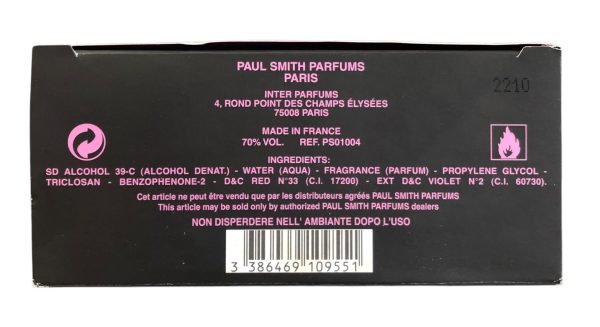 PAUL SMITH PARFUMS
PARIS
2210
INTER PARFUMS
4, ROND POINT DES CHAMPS ÉLYSÉES
75008 PARIS
MADE IN FRANCE
70% VOL. REF. PS01004
INGREDIENTS:
SD ALCOHOL 39-C (ALCOHOL DENAT.) - WATER (AQUA) - FRAGRANCE (PARFUM) - PROPYLENE GLYCOL -
TRICLOSAN - BENZOPHENONE-2 - D&C RED N°33 (C.I. 17200) - EXT D&C VIOLET N°2 (C.I. 60730).
Cet article ne peut être vendu que par les distributeurs agréés PAUL SMITH PARFUMS
This article may be sold only by authorized PAUL SMITH PARFUMS dealers
NON DISPERDERE NELL' AMBIANTE DOPO L'USO
3 386469 109551